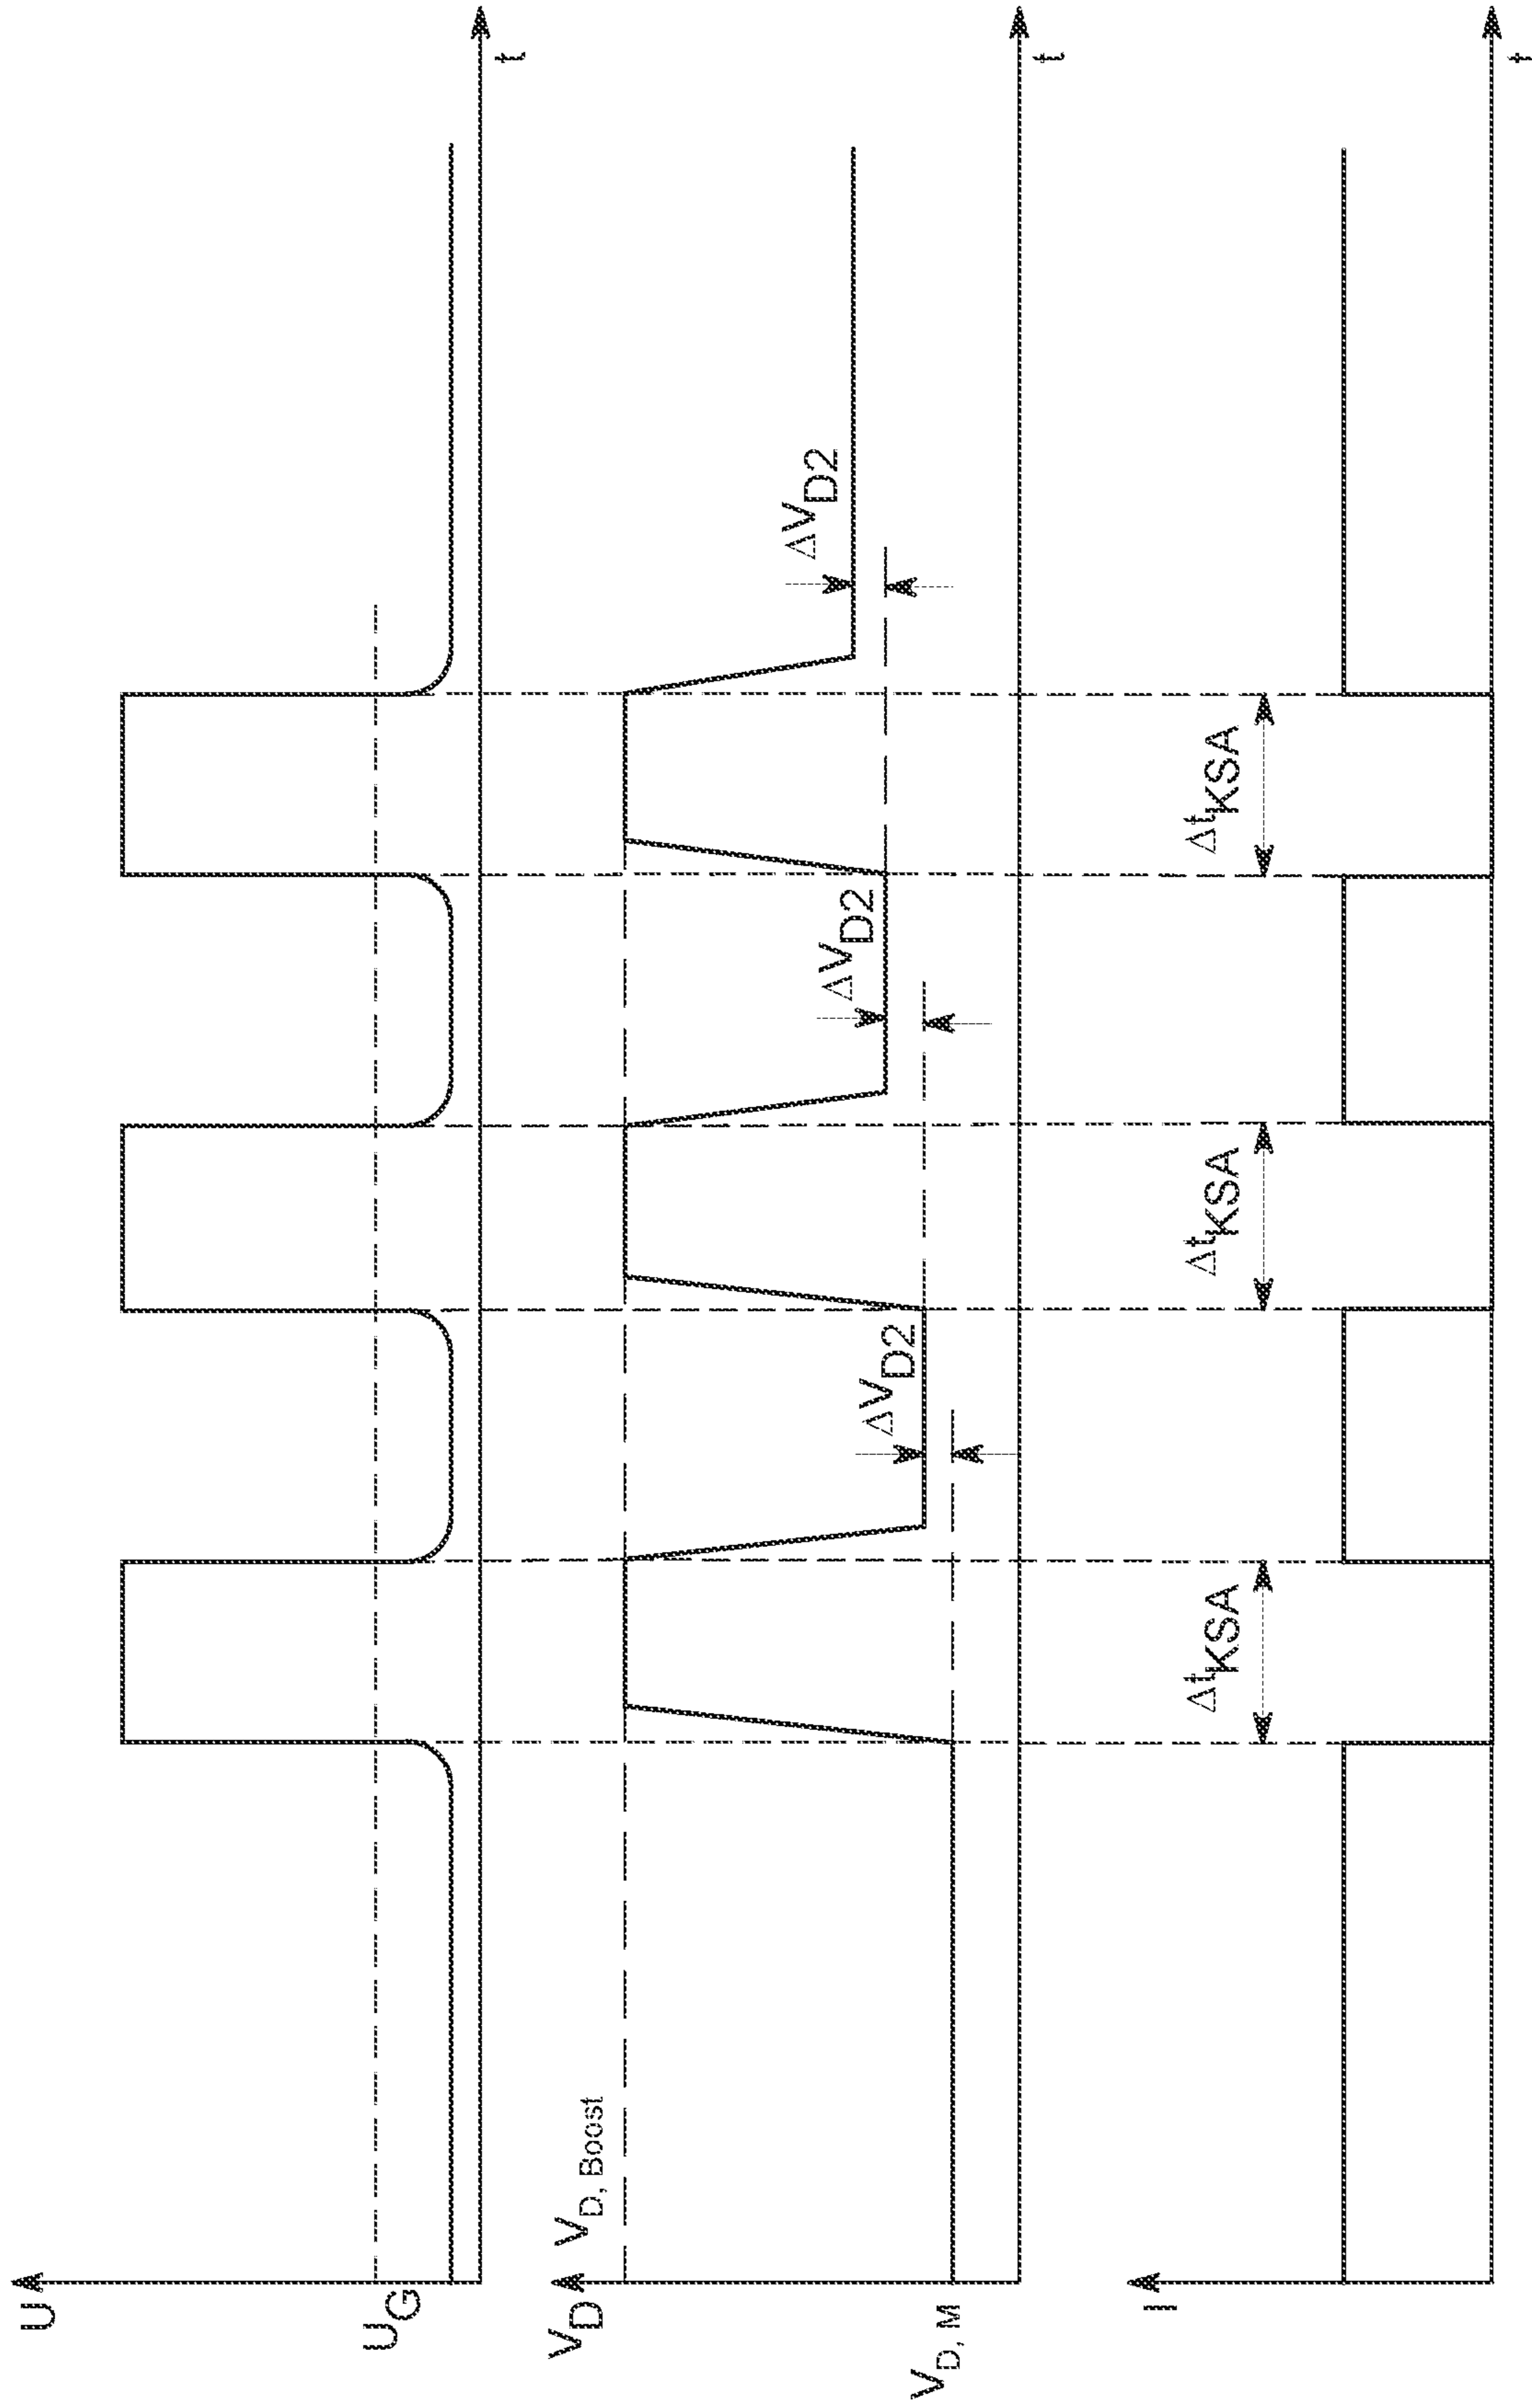 U
U_G
t
V_D
V_D, Boost
V_D, M
ΔV_D2
ΔV_D2
ΔV_D2
t
I
Δt_KSA
Δt_KSA
Δt_KSA
t